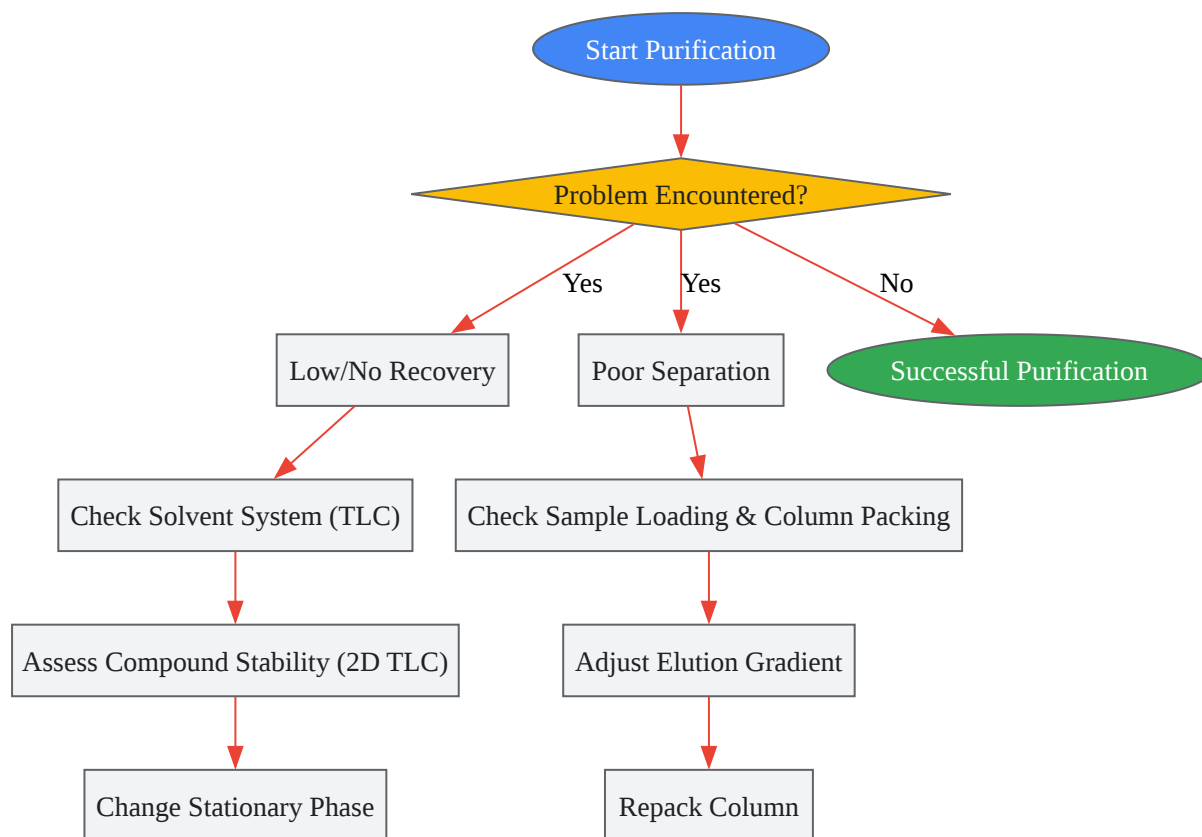 Start Purification
Problem Encountered?
Yes
Yes
No
Low/No Recovery
Poor Separation
Successful Purification
Check Solvent System (TLC)
Check Sample Loading & Column Packing
Assess Compound Stability (2D TLC)
Adjust Elution Gradient
Change Stationary Phase
Repack Column